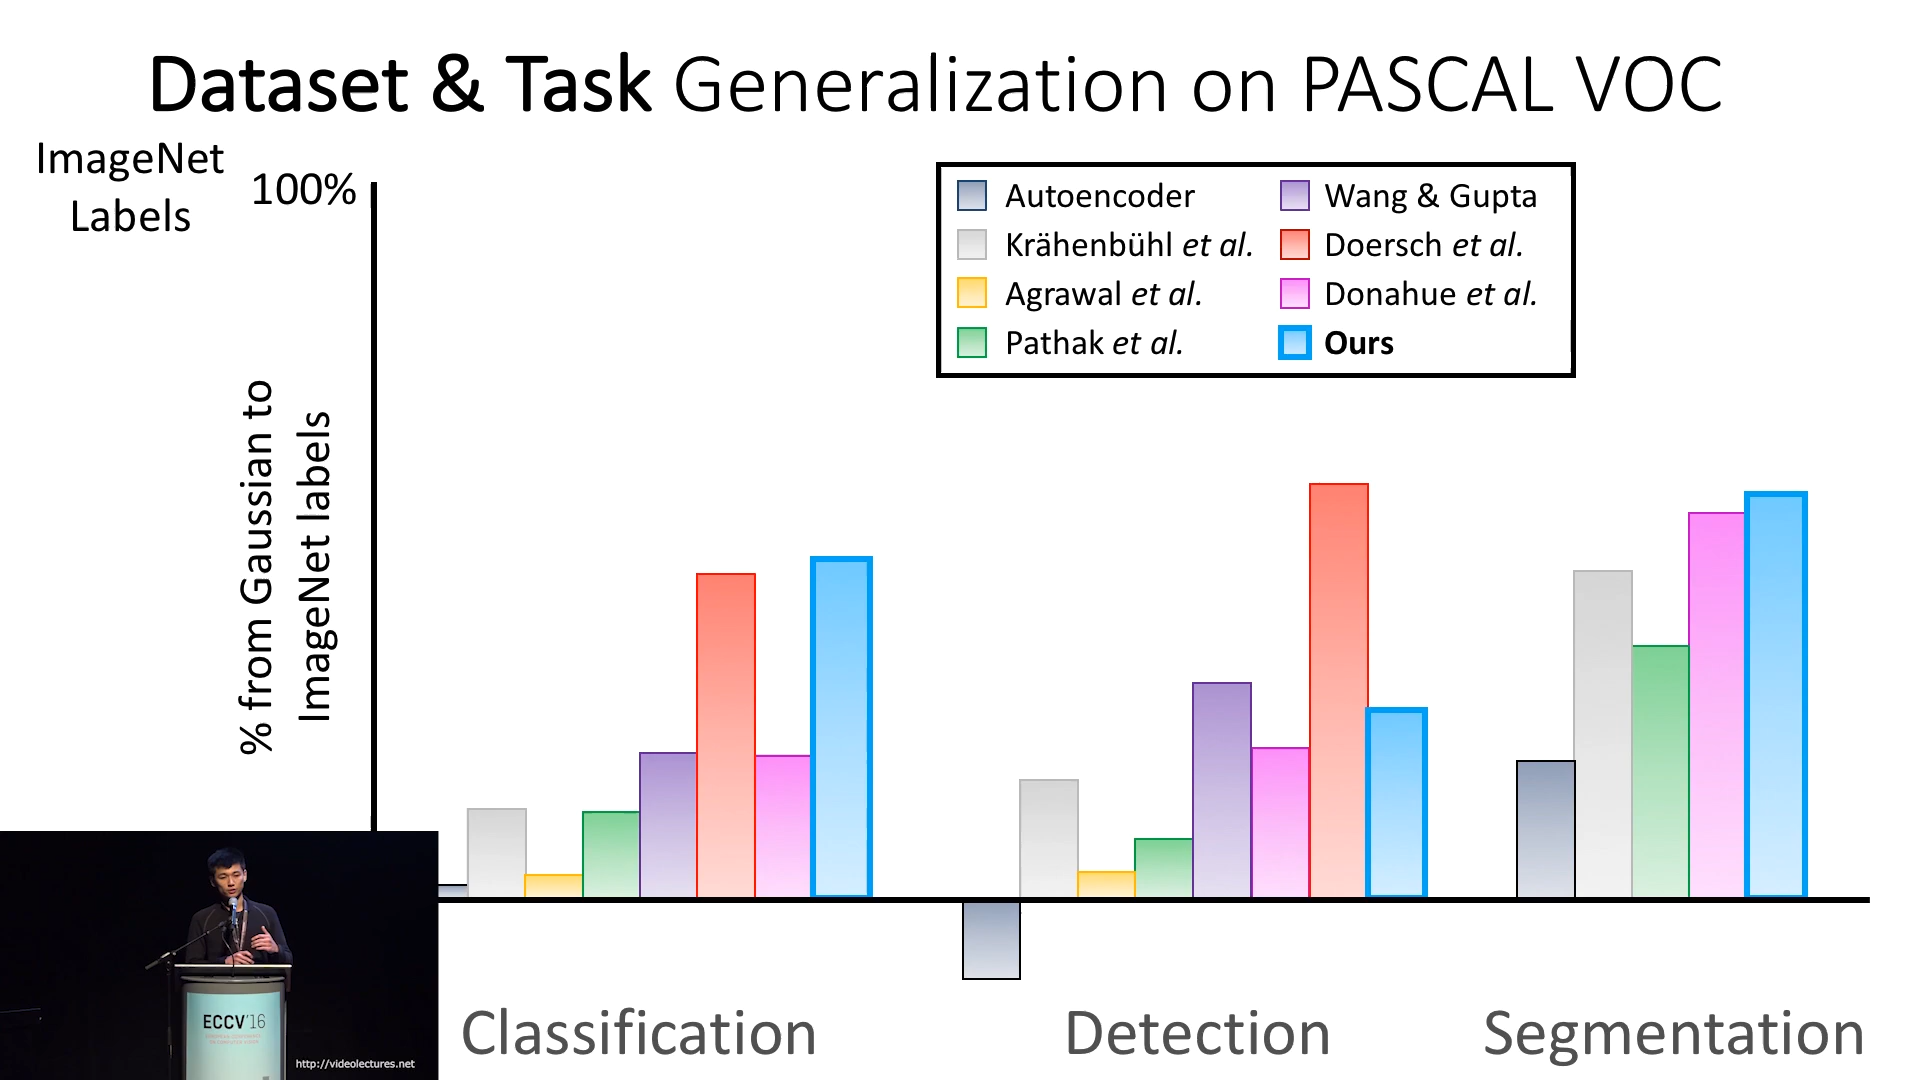 Dataset & Task Generalization on PASCAL VOC
ImageNet
Labels
100%
% from Gaussian to
ImageNet labels
Autoencoder
Krähenbühl et al.
Agrawal et al.
Pathak et al.
Wang & Gupta
Doersch et al.
Donahue et al.
Ours
Classification
Detection
Segmentation
ECCV'16
http://videolectures.net